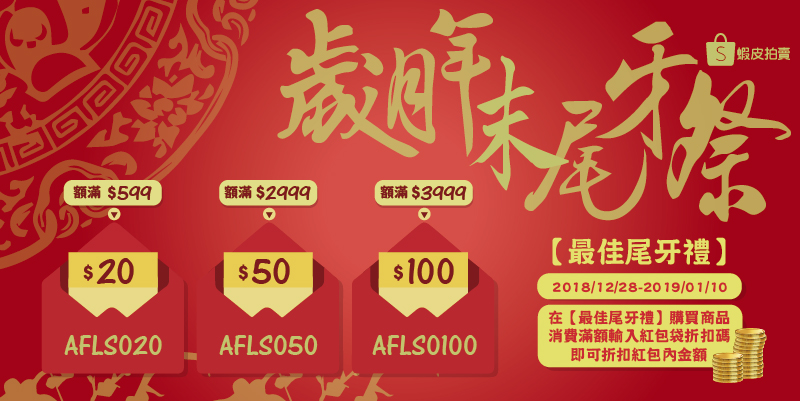 歲月年末尾牙祭
蝦皮拍賣
額滿 $599
$20
AFLS020
額滿 $2999
$50
AFLS050
額滿 $3999
$100
AFLS0100
【最佳尾牙禮】
2018/12/28-2019/01/10
在【最佳尾牙禮】購買商品
消費滿額輸入紅包袋折扣碼
即可折扣紅包內金額